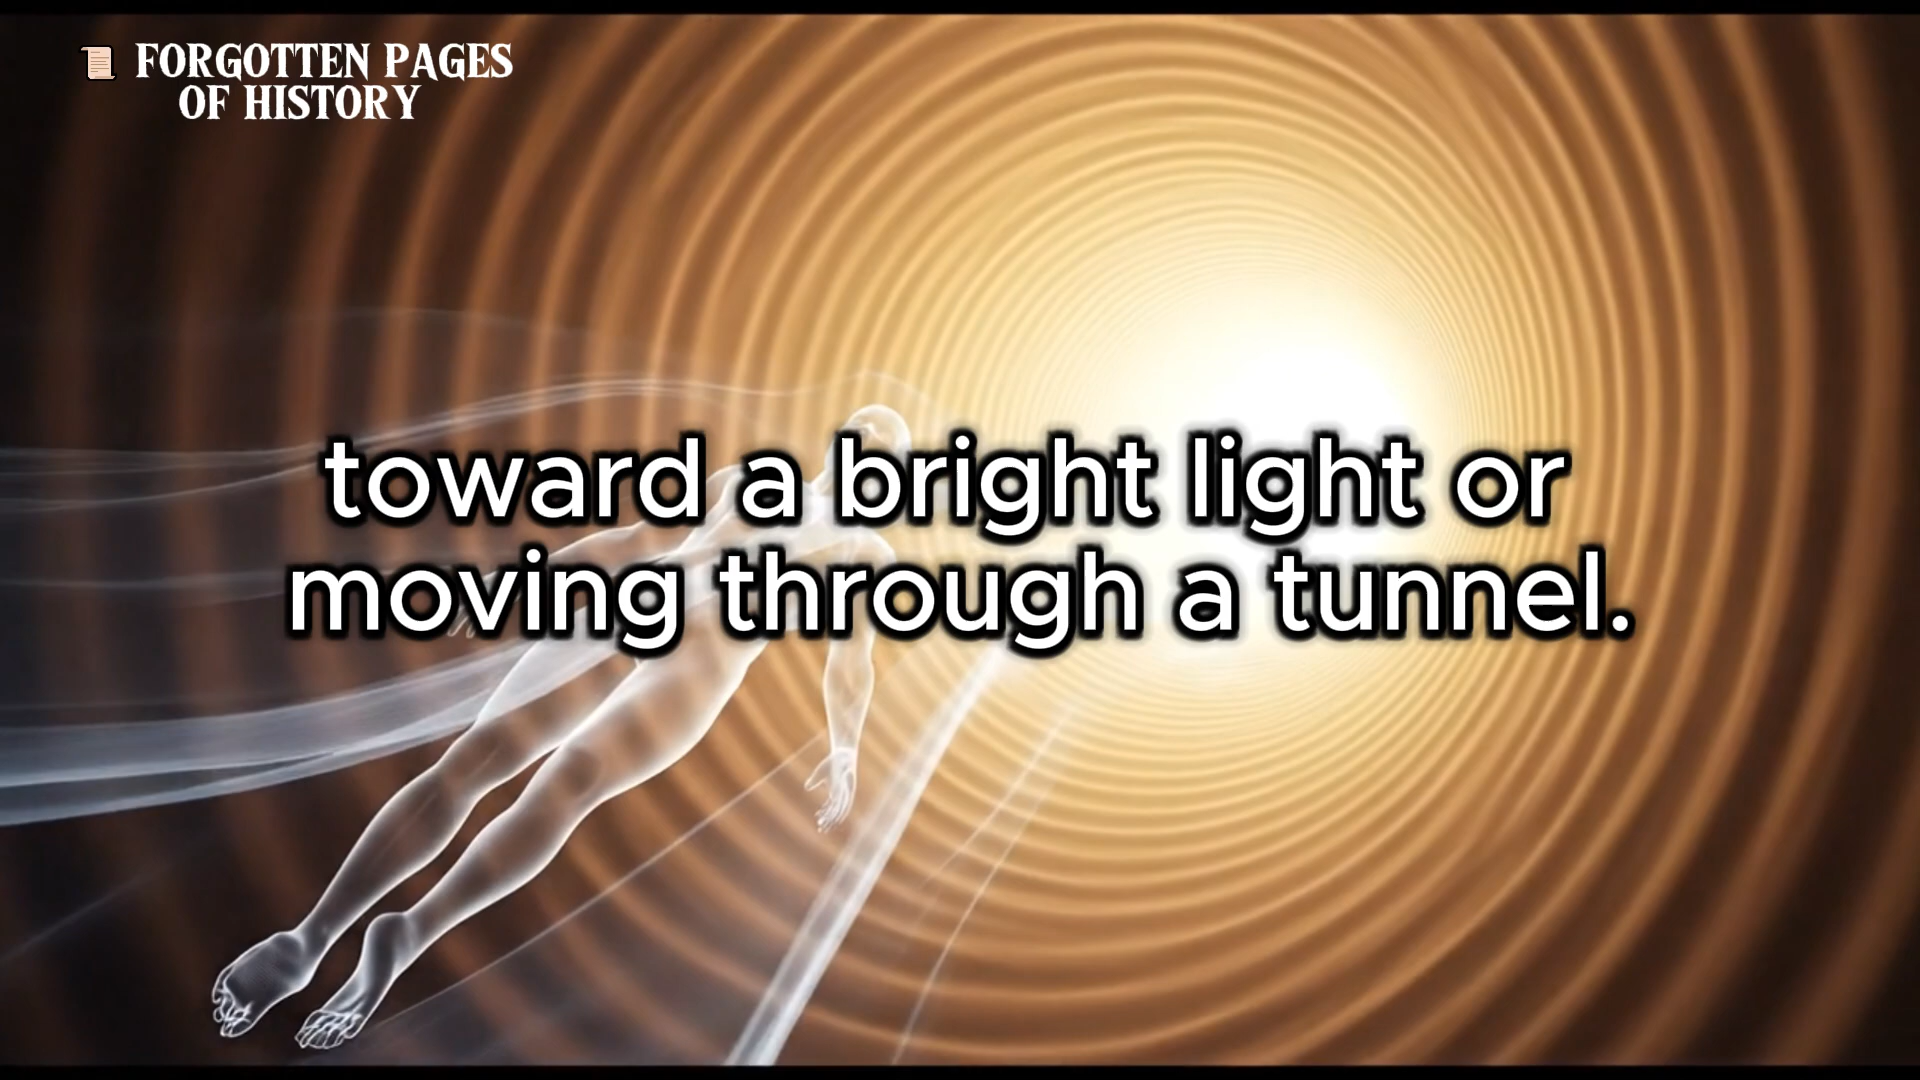 FORGOTTEN PAGES
OF HISTORY
toward a bright light or
moving through a tunnel.